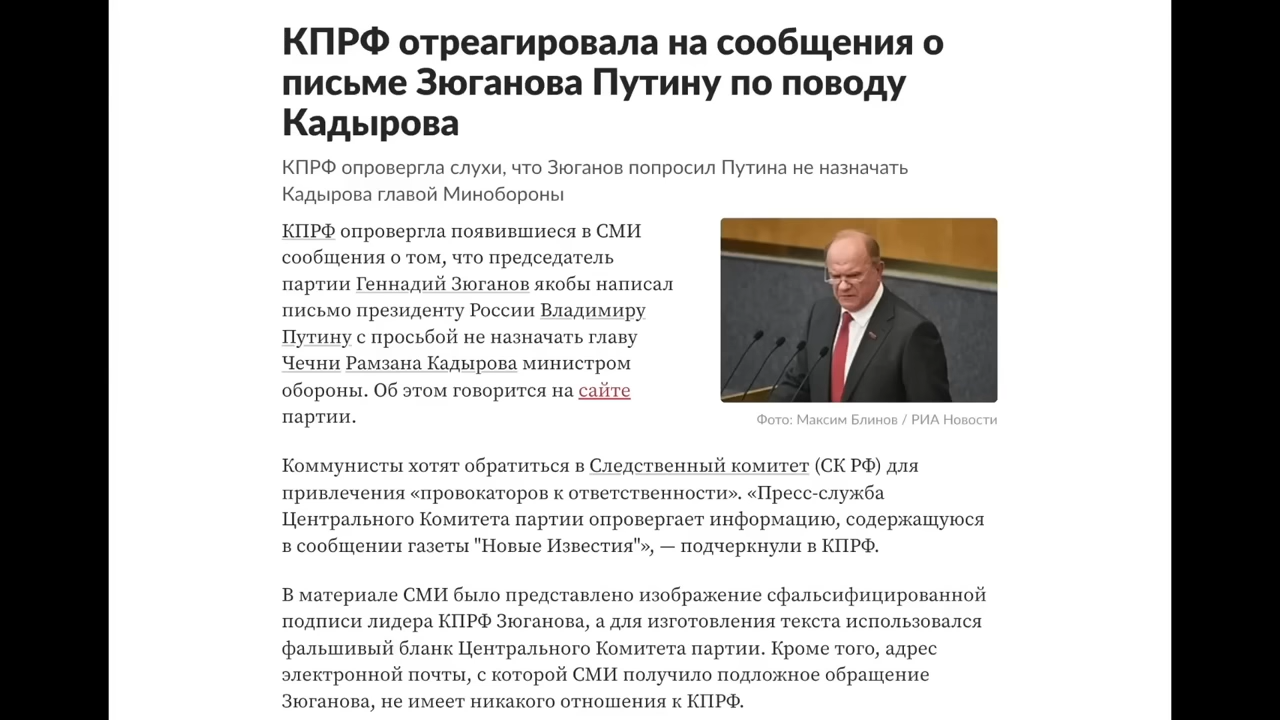 КПРФ отреагировала на сообщения о
письме Зюганова Путину по поводу
Кадырова
КПРФ опровергла слухи, что Зюганов попросил Путина не назначать
Кадырова главой Минобороны
КПРФ опровергла появившиеся в СМИ
сообщения о том, что председатель
партии Геннадий Зюганов якобы написал
письмо президенту России Владимиру
Путину с просьбой не назначать главу
Чечни Рамзана Кадырова министром
обороны. Об этом говорится на сайте
партии.
Фото: Максим Блинов / РИА Новости
Коммунисты хотят обратиться в Следственный комитет (СК РФ) для
привлечения «провокаторов к ответственности». «Пресс-служба
Центрального Комитета партии опровергает информацию, содержащуюся
в сообщении газеты "Новые Известия"», — подчеркнули в КПРФ.
В материале СМИ было представлено изображение сфальсифицированной
подписи лидера КПРФ Зюганова, а для изготовления текста использовался
фальшивый бланк Центрального Комитета партии. Кроме того, адрес
электронной почты, с которой СМИ получило подложное обращение
Зюганова, не имеет никакого отношения к КПРФ.